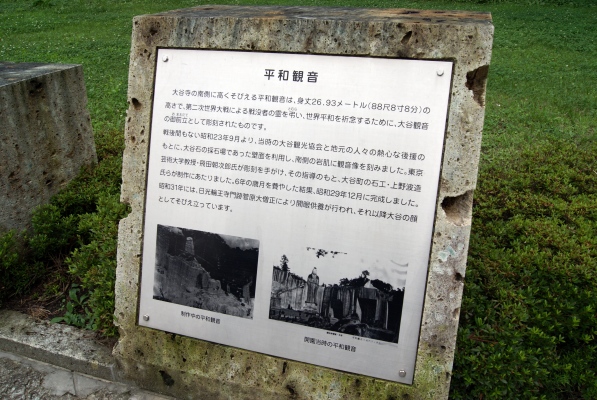 平和観音
大谷寺の南側に高くそびえる平和観音は、身丈26.93メートル(88尺8寸8分)の
高さで、第二次世界大戦による戦没者の霊を弔い、世界平和を祈念するために、大谷観音
の御前立として彫刻されたものです。
戦後間もない昭和23年9月より、当時の大谷観光協会と地元の人々の熱心な後援の
もとに、大谷石の採石場であった壁面を利用し、南側の岩肌に観音像を刻みました。東京
芸術大学教授・飛田朝次郎氏が彫刻を手がけ、その指導のもと、大谷町の石工・上野波造
氏らが制作にあたりました。6年の歳月を費やした結果、昭和29年12月に完成しました。
昭和31年には、日光輪王寺門跡菅原大僧正により開眼供養が行われ、それ以降大谷の顔
としてそびえ立っています。
制作中の平和観音
開眼当時の平和観音